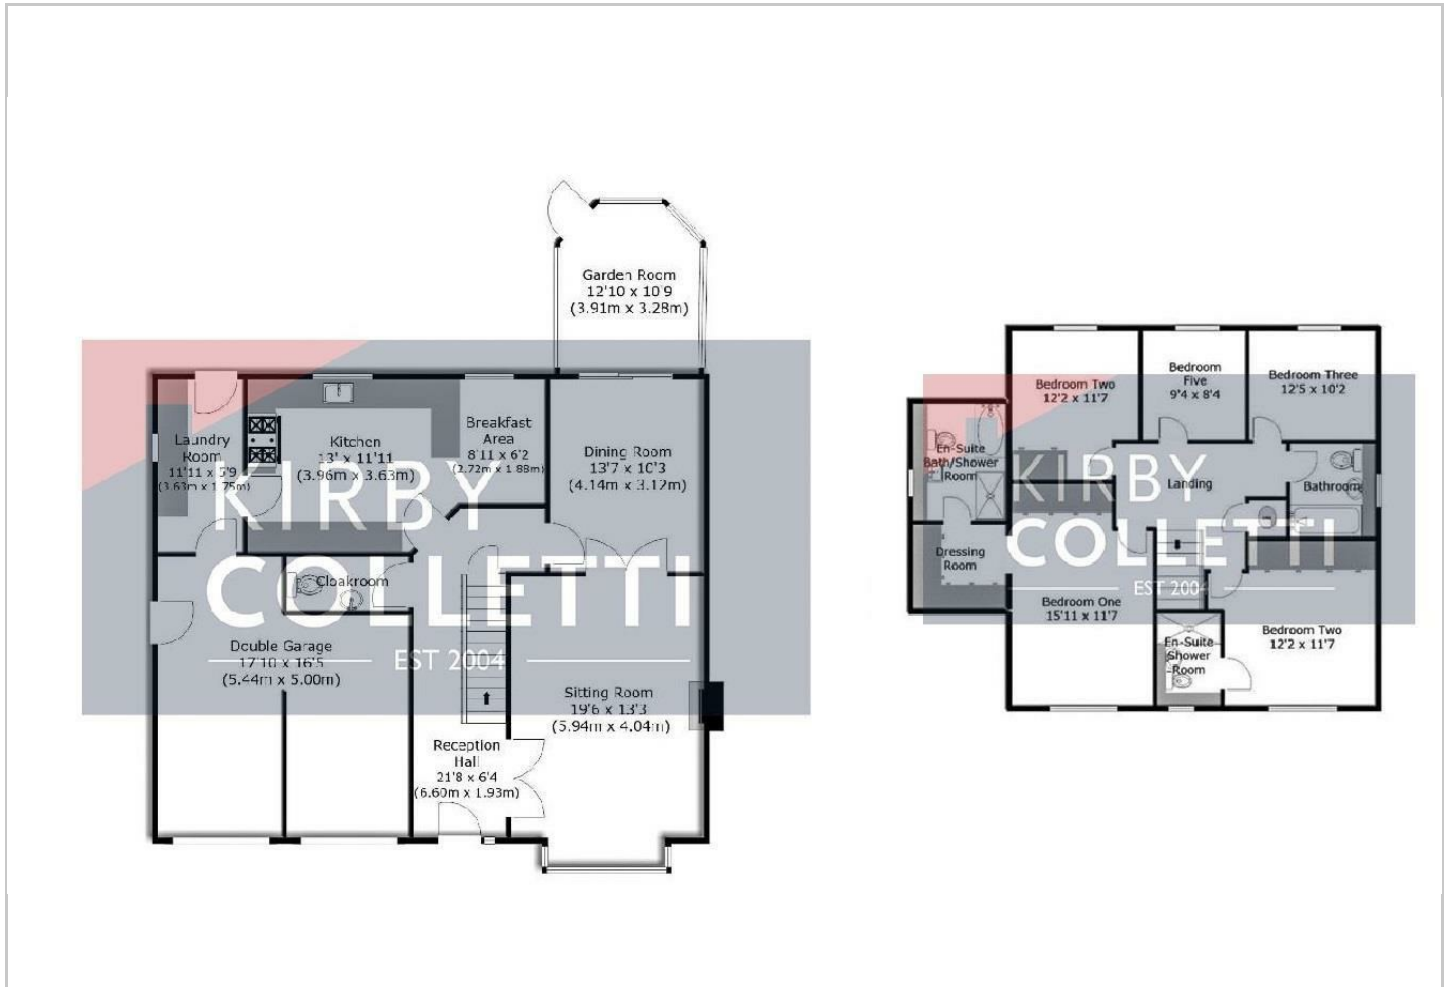 Garden Room
12'10 x 10'9
(3.91m x 3.28m)
Laundry
Room
11'11 x 5'9
(3.63m x 1.75m)
Kitchen
13' x 11'11
(3.96m x 3.63m)
Breakfast
Area
8'11 x 6'2
(2.72m x 1.88m)
Dining Room
13'7 x 10'3
(4.14m x 3.12m)
Cloakroom
Double Garage
17'10 x 16'5
(5.44m x 5.00m)
Sitting Room
19'6 x 13'3
(5.94m x 4.04m)
Reception
Hall
21'8 x 6'4
(6.60m x 1.93m)
KIRBY
COLLETTI
EST 2004
Bedroom Two
12'2 x 11'7
Bedroom
Five
9'4 x 8'4
Bedroom Three
12'5 x 10'2
En-Suite
Bath/Shower
Room
Landing
Bathroom
Dressing
Room
Bedroom One
15'11 x 11'7
En-Suite
Shower
Room
Bedroom Two
12'2 x 11'7
KIRBY
COLLETTI
EST 2004